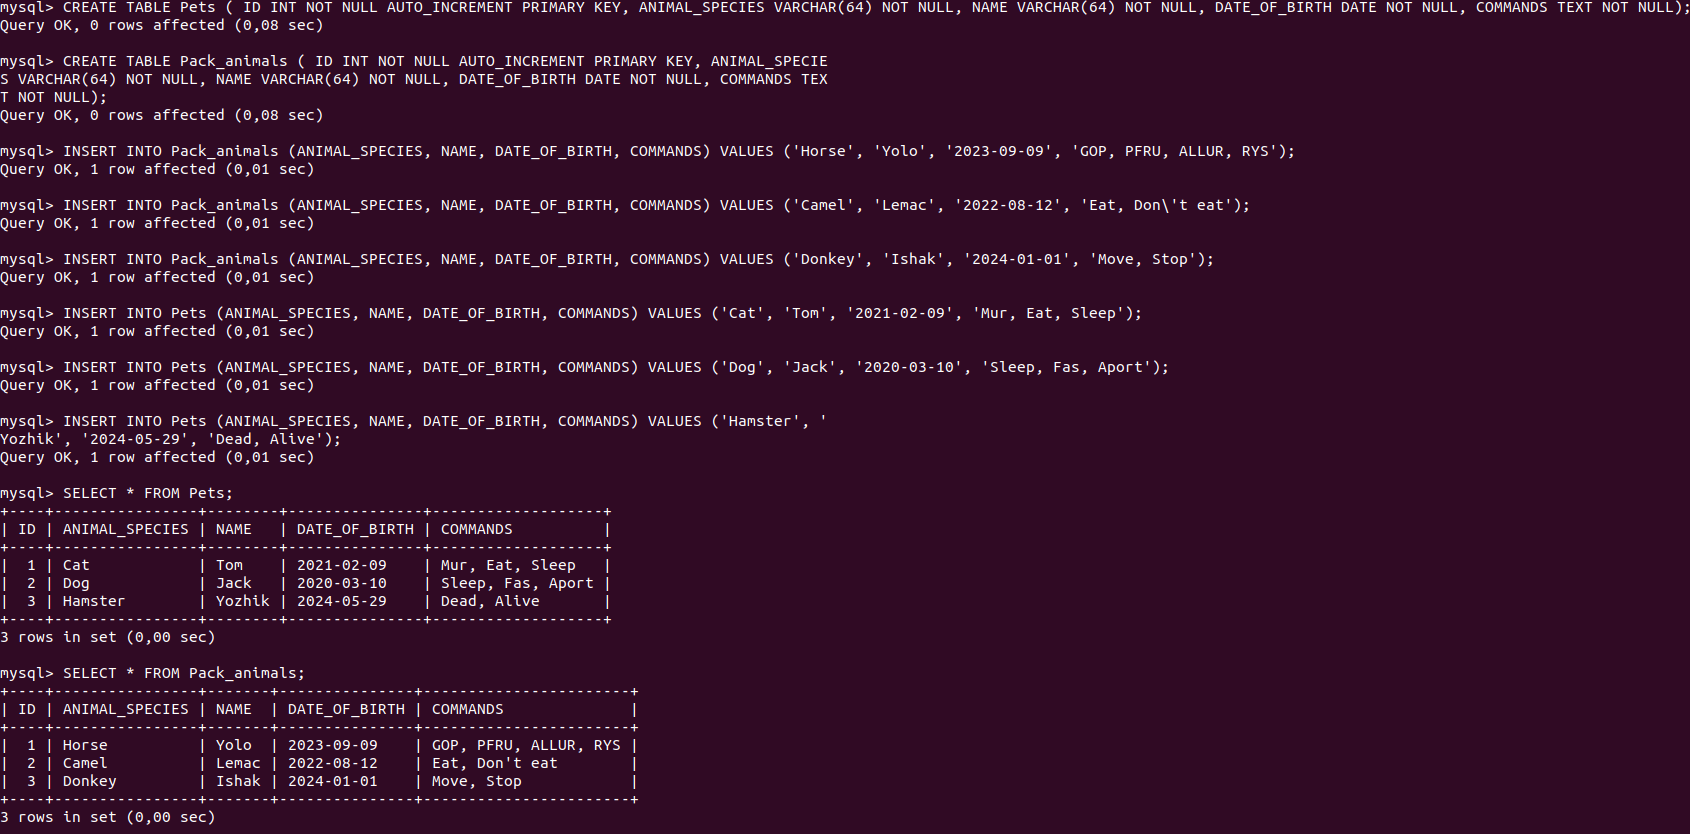 mysql> CREATE TABLE Pets ( ID INT NOT NULL AUTO_INCREMENT PRIMARY KEY, ANIMAL_SPECIES VARCHAR(64) NOT NULL, NAME VARCHAR(64) NOT NULL, DATE_OF_BIRTH DATE NOT NULL, COMMANDS TEXT NOT NULL);
Query OK, 0 rows affected (0,08 sec)

mysql> CREATE TABLE Pack_animals ( ID INT NOT NULL AUTO_INCREMENT PRIMARY KEY, ANIMAL_SPECIE
S VARCHAR(64) NOT NULL, NAME VARCHAR(64) NOT NULL, DATE_OF_BIRTH DATE NOT NULL, COMMANDS TEX
T NOT NULL);
Query OK, 0 rows affected (0,08 sec)

mysql> INSERT INTO Pack_animals (ANIMAL_SPECIES, NAME, DATE_OF_BIRTH, COMMANDS) VALUES ('Horse', 'Yolo', '2023-09-09', 'GOP, PFRU, ALLUR, RYS');
Query OK, 1 row affected (0,01 sec)

mysql> INSERT INTO Pack_animals (ANIMAL_SPECIES, NAME, DATE_OF_BIRTH, COMMANDS) VALUES ('Camel', 'Lemac', '2022-08-12', 'Eat, Don\'t eat');
Query OK, 1 row affected (0,01 sec)

mysql> INSERT INTO Pack_animals (ANIMAL_SPECIES, NAME, DATE_OF_BIRTH, COMMANDS) VALUES ('Donkey', 'Ishak', '2024-01-01', 'Move, Stop');
Query OK, 1 row affected (0,01 sec)

mysql> INSERT INTO Pets (ANIMAL_SPECIES, NAME, DATE_OF_BIRTH, COMMANDS) VALUES ('Cat', 'Tom', '2021-02-09', 'Mur, Eat, Sleep');
Query OK, 1 row affected (0,01 sec)

mysql> INSERT INTO Pets (ANIMAL_SPECIES, NAME, DATE_OF_BIRTH, COMMANDS) VALUES ('Dog', 'Jack', '2020-03-10', 'Sleep, Fas, Aport');
Query OK, 1 row affected (0,01 sec)

mysql> INSERT INTO Pets (ANIMAL_SPECIES, NAME, DATE_OF_BIRTH, COMMANDS) VALUES ('Hamster', '
Yozhik', '2024-05-29', 'Dead, Alive');
Query OK, 1 row affected (0,01 sec)

mysql> SELECT * FROM Pets;
+----+----------------+--------+---------------+-------------------+
| ID | ANIMAL_SPECIES | NAME   | DATE_OF_BIRTH | COMMANDS          |
+----+----------------+--------+---------------+-------------------+
|  1 | Cat            | Tom    | 2021-02-09    | Mur, Eat, Sleep   |
|  2 | Dog            | Jack   | 2020-03-10    | Sleep, Fas, Aport |
|  3 | Hamster        | Yozhik | 2024-05-29    | Dead, Alive       |
+----+----------------+--------+---------------+-------------------+
3 rows in set (0,00 sec)

mysql> SELECT * FROM Pack_animals;
+----+----------------+-------+---------------+-----------------------+
| ID | ANIMAL_SPECIES | NAME  | DATE_OF_BIRTH | COMMANDS              |
+----+----------------+-------+---------------+-----------------------+
|  1 | Horse          | Yolo  | 2023-09-09    | GOP, PFRU, ALLUR, RYS |
|  2 | Camel          | Lemac | 2022-08-12    | Eat, Don't eat        |
|  3 | Donkey         | Ishak | 2024-01-01    | Move, Stop            |
+----+----------------+-------+---------------+-----------------------+
3 rows in set (0,00 sec)